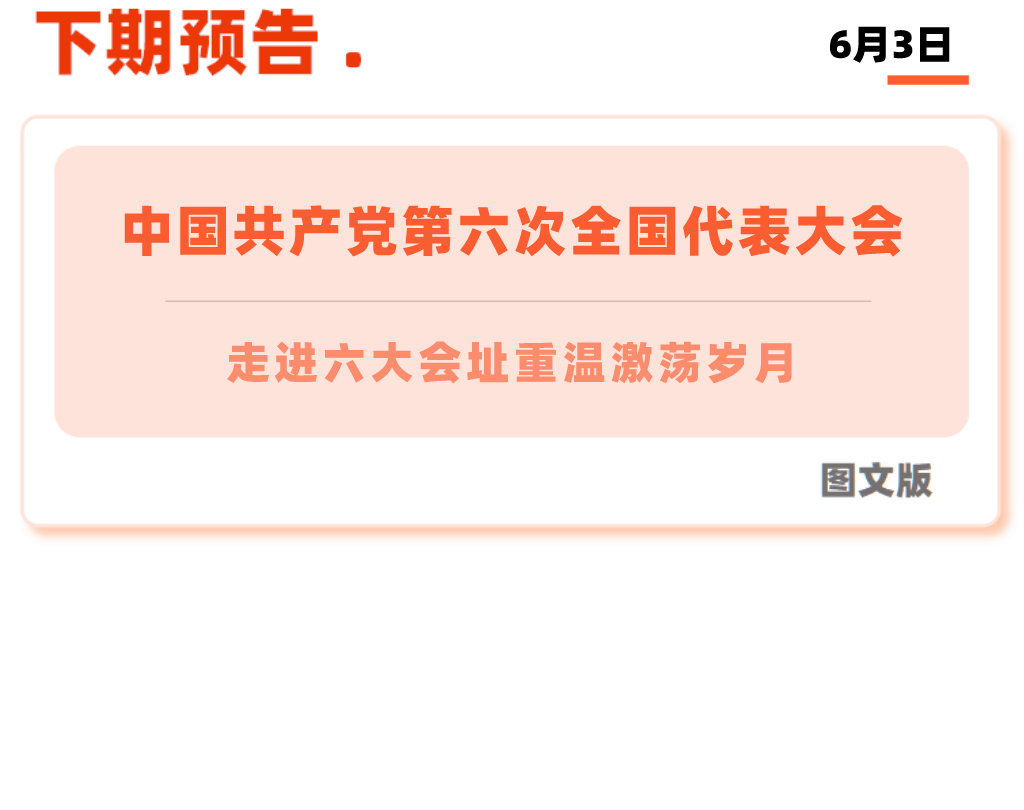 下期预告.
6月3日
中国共产党第六次全国代表大会
走进六大会址重温激荡岁月
图文版